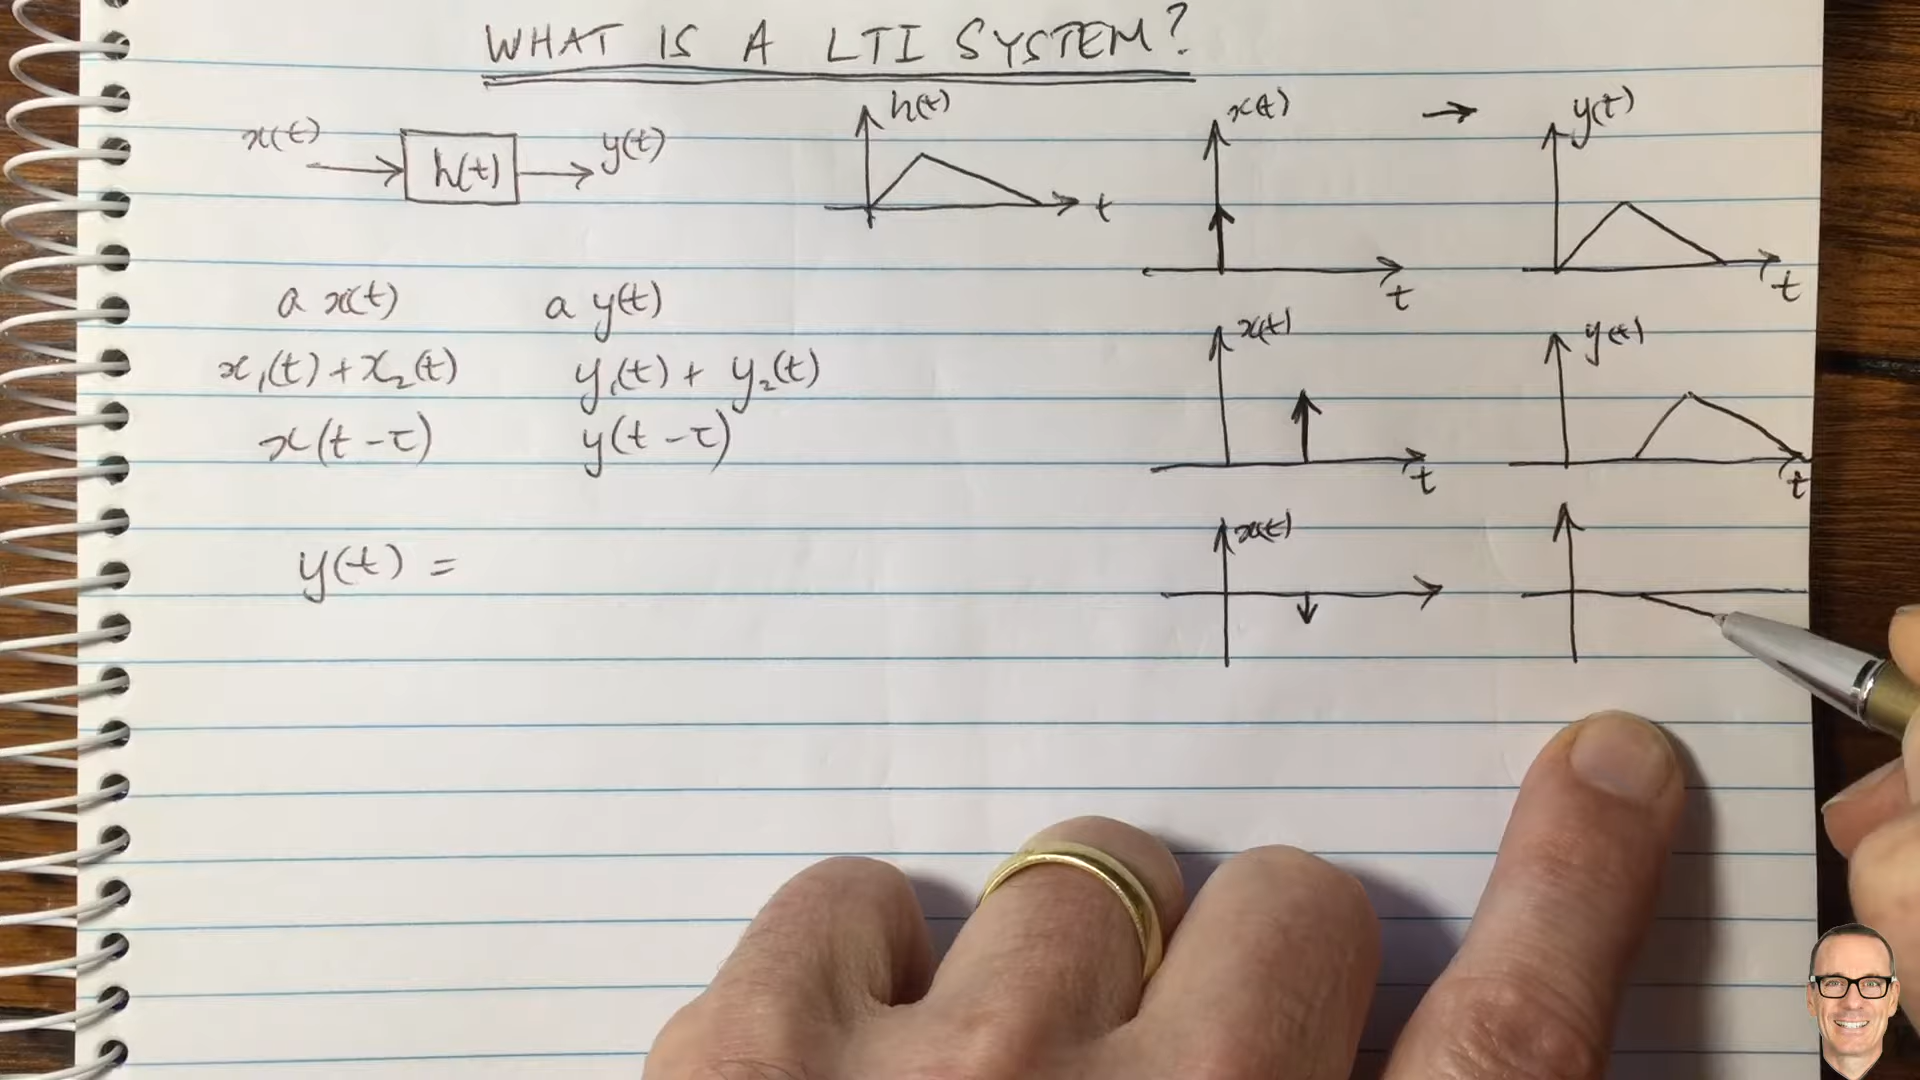 WHAT IS A LTI SYSTEM?
x(t) h(t) y(t)
h(t)
t
x(t)
t
→
y(t)
t
a x(t) a y(t)
x₁(t) + x₂(t) y₁(t) + y₂(t)
x(t - τ) y(t - τ)
x(t)
t
y(t)
t
y(t) =
x(t)